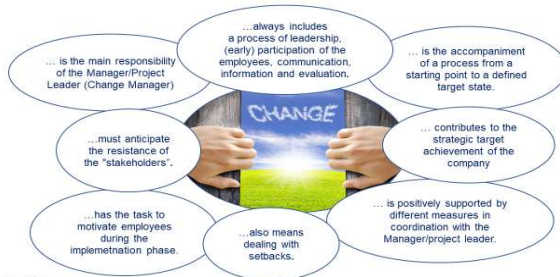 …always includes
a process of leadership,
(early) participation of the
employees, communication,
information and evaluation.
… is the main responsibility
of the Manager/Project
Leader (Change Manager)
… is the accompaniment
of a process from a
starting point to a defined
target state.
CHANGE
…must anticipate
the resistance of
the "stakeholders".
… contributes to the
strategic target
achievement of the
company
…has the task to
motivate employees
during the
implemetnation phase.
…also means
dealing with
setbacks.
… is positively supported by
different measures in
coordination with the
Manager/project leader.